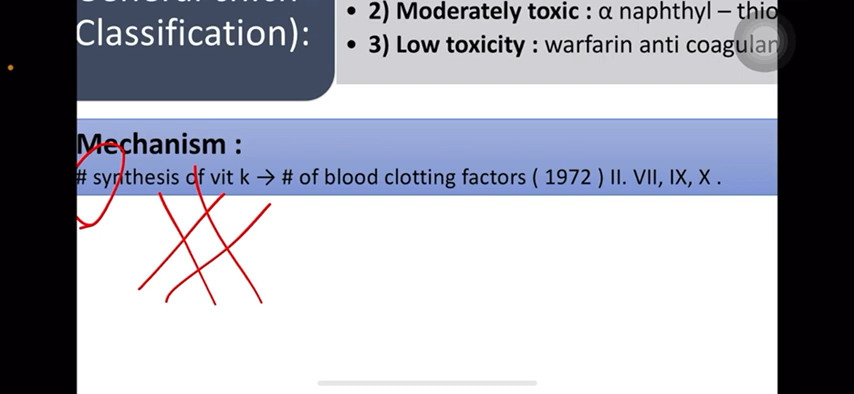 Classification):
• 2) Moderately toxic : α naphthyl – thio
• 3) Low toxicity : warfarin anti coagulan
Mechanism :
# synthesis of vit k → # of blood clotting factors ( 1972 ) II. VII, IX, X .
#